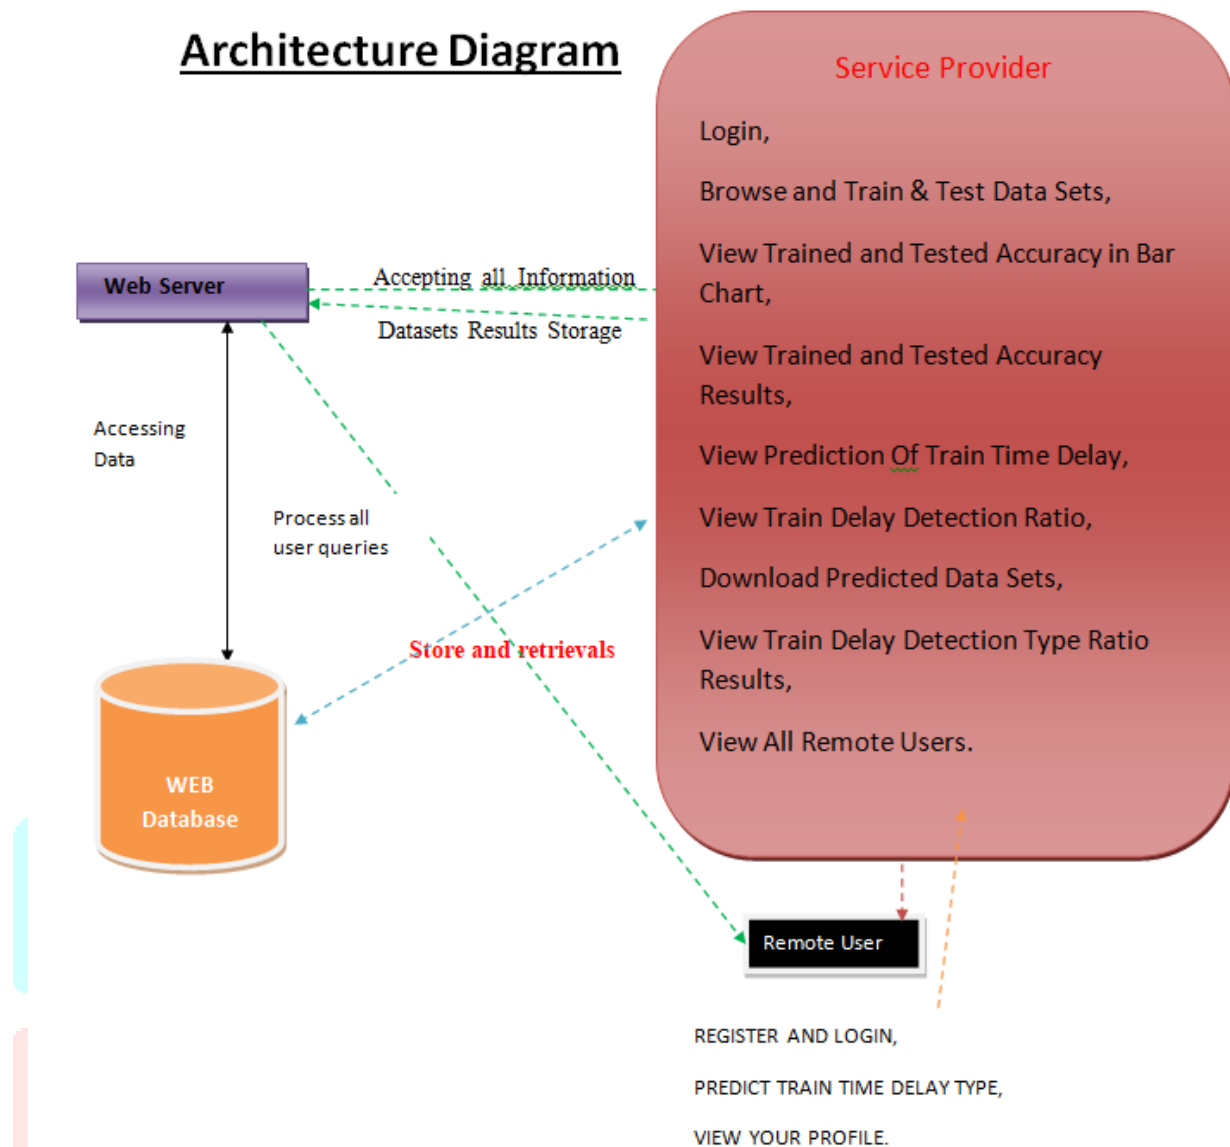 Architecture Diagram
Service Provider
Login,
Browse and Train & Test Data Sets,
View Trained and Tested Accuracy in Bar
Chart,
View Trained and Tested Accuracy
Results,
View Prediction Of Train Time Delay,
View Train Delay Detection Ratio,
Download Predicted Data Sets,
View Train Delay Detection Type Ratio
Results,
View All Remote Users.
Web Server
Accepting all Information
Datasets Results Storage
Accessing
Data
Process all
user queries
Store and retrievals
WEB
Database
Remote User
REGISTER AND LOGIN,
PREDICT TRAIN TIME DELAY TYPE,
VIEW YOUR PROFILE.